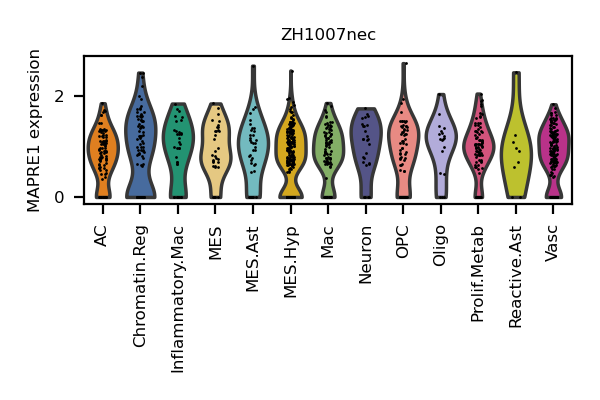 ZH1007nec
MAPRE1 expression
2
0
AC
Chromatin.Reg
Inflammatory.Mac
MES
MES.Ast
MES.Hyp
Mac
Neuron
OPC
Oligo
Prolif.Metab
Reactive.Ast
Vasc